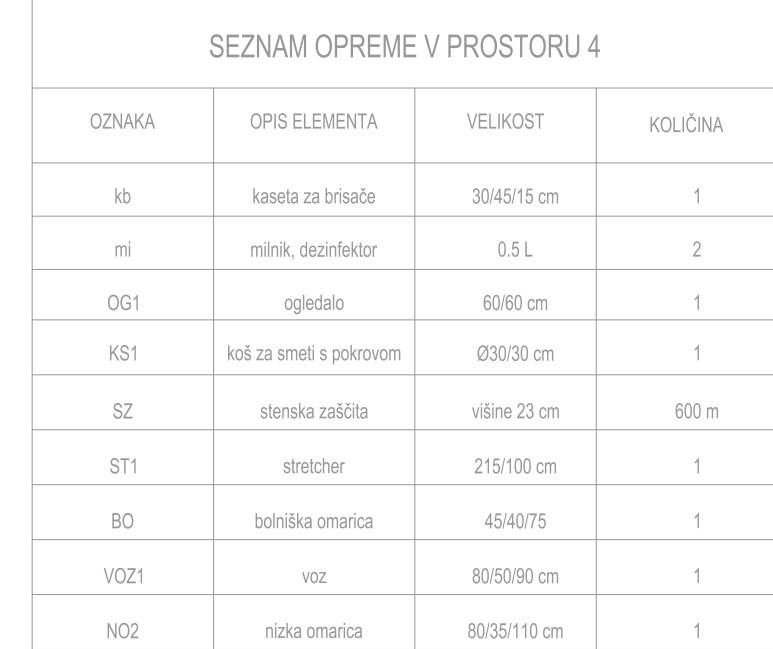 SEZNAM OPREME V PROSTORU 4
OZNAKA OPIS ELEMENTA VELIKOST KOLIČINA
kb kaseta za brisače 30/45/15 cm 1
mi milnik, dezinfektor 0.5 L 2
OG1 ogledalo 60/60 cm 1
KS1 koš za smeti s pokrovom Ø30/30 cm 1
SZ stenska zaščita višine 23 cm 600 m
ST1 stretcher 215/100 cm 1
BO bolniška omarica 45/40/75 1
VOZ1 voz 80/50/90 cm 1
NO2 nizka omarica 80/35/110 cm 1